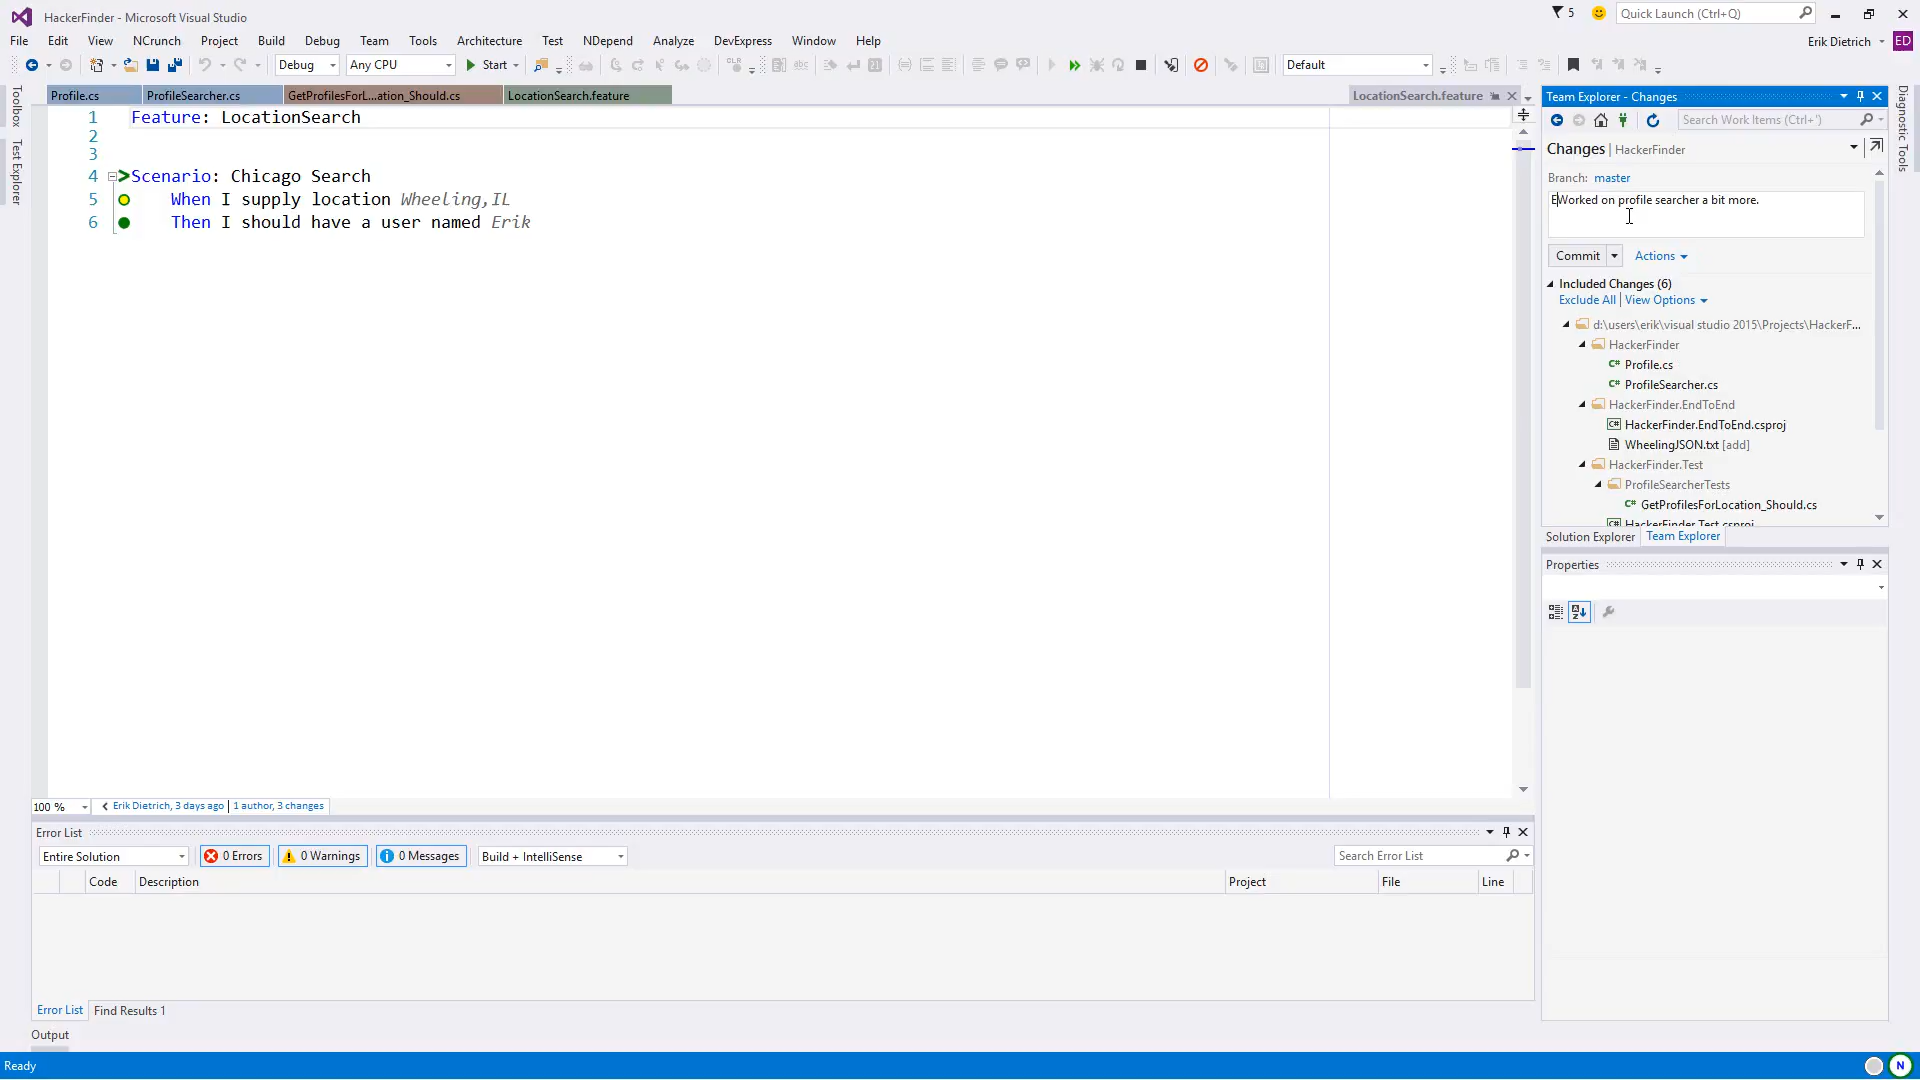 HackerFinder - Microsoft Visual Studio
5
Quick Launch (Ctrl+Q)
File Edit View NCrunch Project Build Debug Team Tools Architecture Test NDepend Analyze DevExpress Window Help
Erik Dietrich
ED
Debug
Any CPU
Start
Default
Toolbox
Test Explorer
Profile.cs
ProfileSearcher.cs
GetProfilesForL...ation_Should.cs
LocationSearch.feature
LocationSearch.feature
1 Feature: LocationSearch
2
3
4 Scenario: Chicago Search
5 When I supply location Wheeling,IL
6 Then I should have a user named Erik
100 %
Erik Dietrich, 3 days ago | 1 author, 3 changes
Team Explorer - Changes
Search Work Items (Ctrl+')
Changes | HackerFinder
Branch: master
EWorked on profile searcher a bit more.
Commit
Actions
Included Changes (6)
Exclude All | View Options
d:\users\erik\visual studio 2015\Projects\HackerF...
HackerFinder
C# Profile.cs
C# ProfileSearcher.cs
HackerFinder.EndToEnd
C# HackerFinder.EndToEnd.csproj
WheelingJSON.txt [add]
HackerFinder.Test
ProfileSearcherTests
C# GetProfilesForLocation_Should.cs
HackerFinder.Test.csproj
Solution Explorer
Team Explorer
Properties
Diagnostic Tools
Error List
Entire Solution
0 Errors
0 Warnings
0 Messages
Build + IntelliSense
Search Error List
Code
Description
Project
File
Line
Error List
Find Results 1
Output
Ready
N